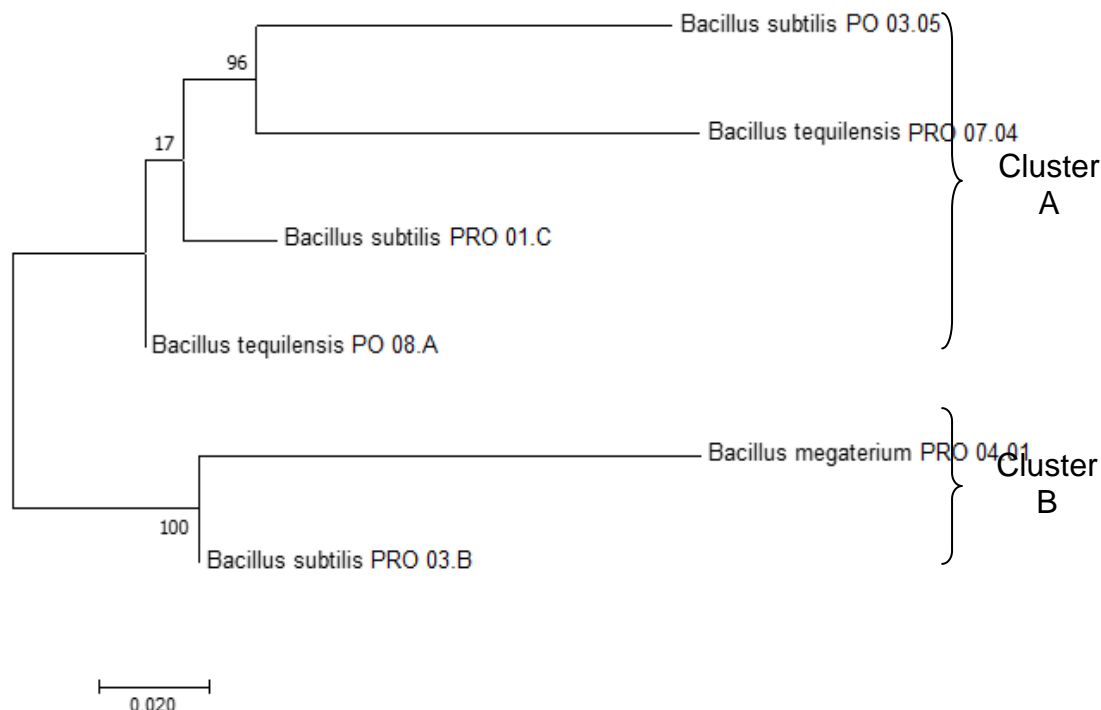 Bacillus subtilis PO 03.05
96
Bacillus tequilensis PRO 07.04
17
Cluster
A
Bacillus subtilis PRO 01.C
Bacillus tequilensis PO 08.A
Bacillus megaterium PRO 04.01
Cluster
B
100
Bacillus subtilis PRO 03.B
0.020